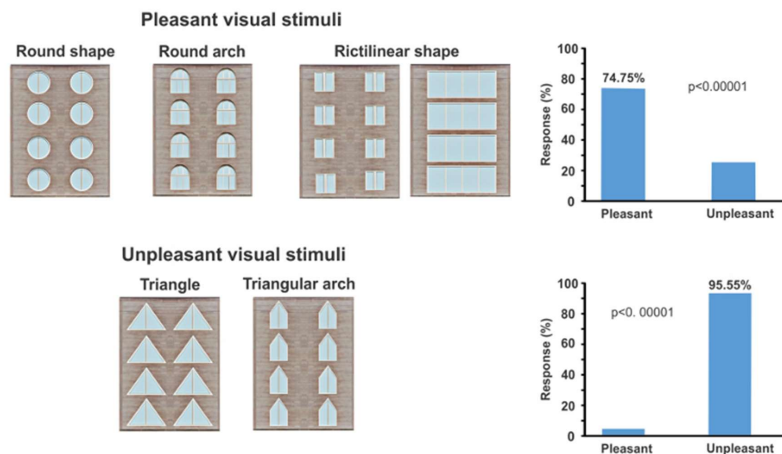 Pleasant visual stimuli
Round shape
Round arch
Rictilinear shape
Response (%)
100
80
60
40
20
0
74.75%
p<0.00001
Pleasant
Unpleasant
Unpleasant visual stimuli
Triangle
Triangular arch
Response (%)
100
80
60
40
20
0
95.55%
p<0. 00001
Pleasant
Unpleasant